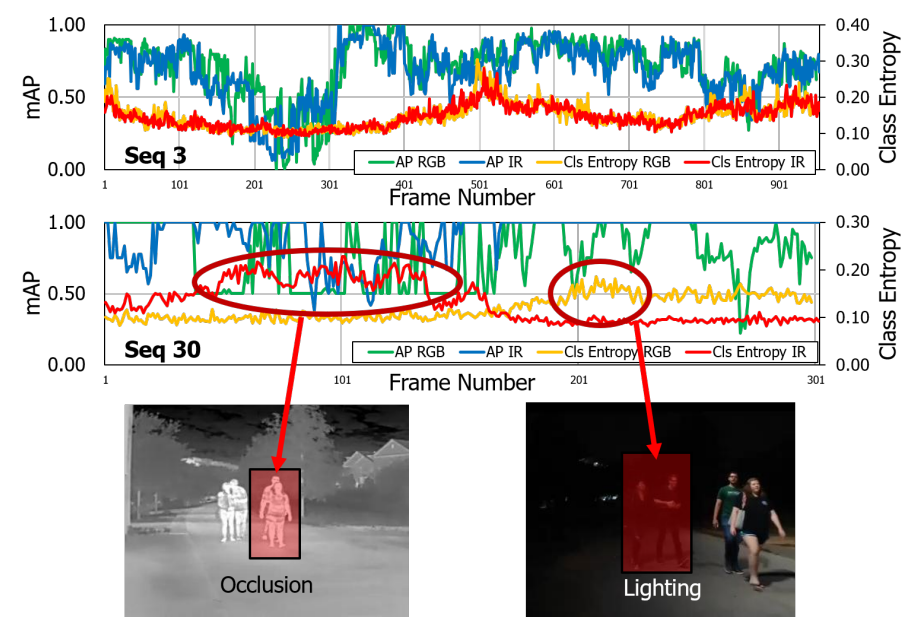 1.00
0.50
0.00
mAP
0.40
0.30
0.20
0.10
0.00
Class Entropy
Seq 3
AP RGB AP IR Cls Entropy RGB Cls Entropy IR
1 101 201 301 401 501 601 701 801 901
Frame Number
1.00
0.50
0.00
mAP
0.30
0.20
0.10
0.00
Class Entropy
Seq 30
AP RGB AP IR Cls Entropy RGB Cls Entropy IR
1 101 201 301
Frame Number
Occlusion
Lighting